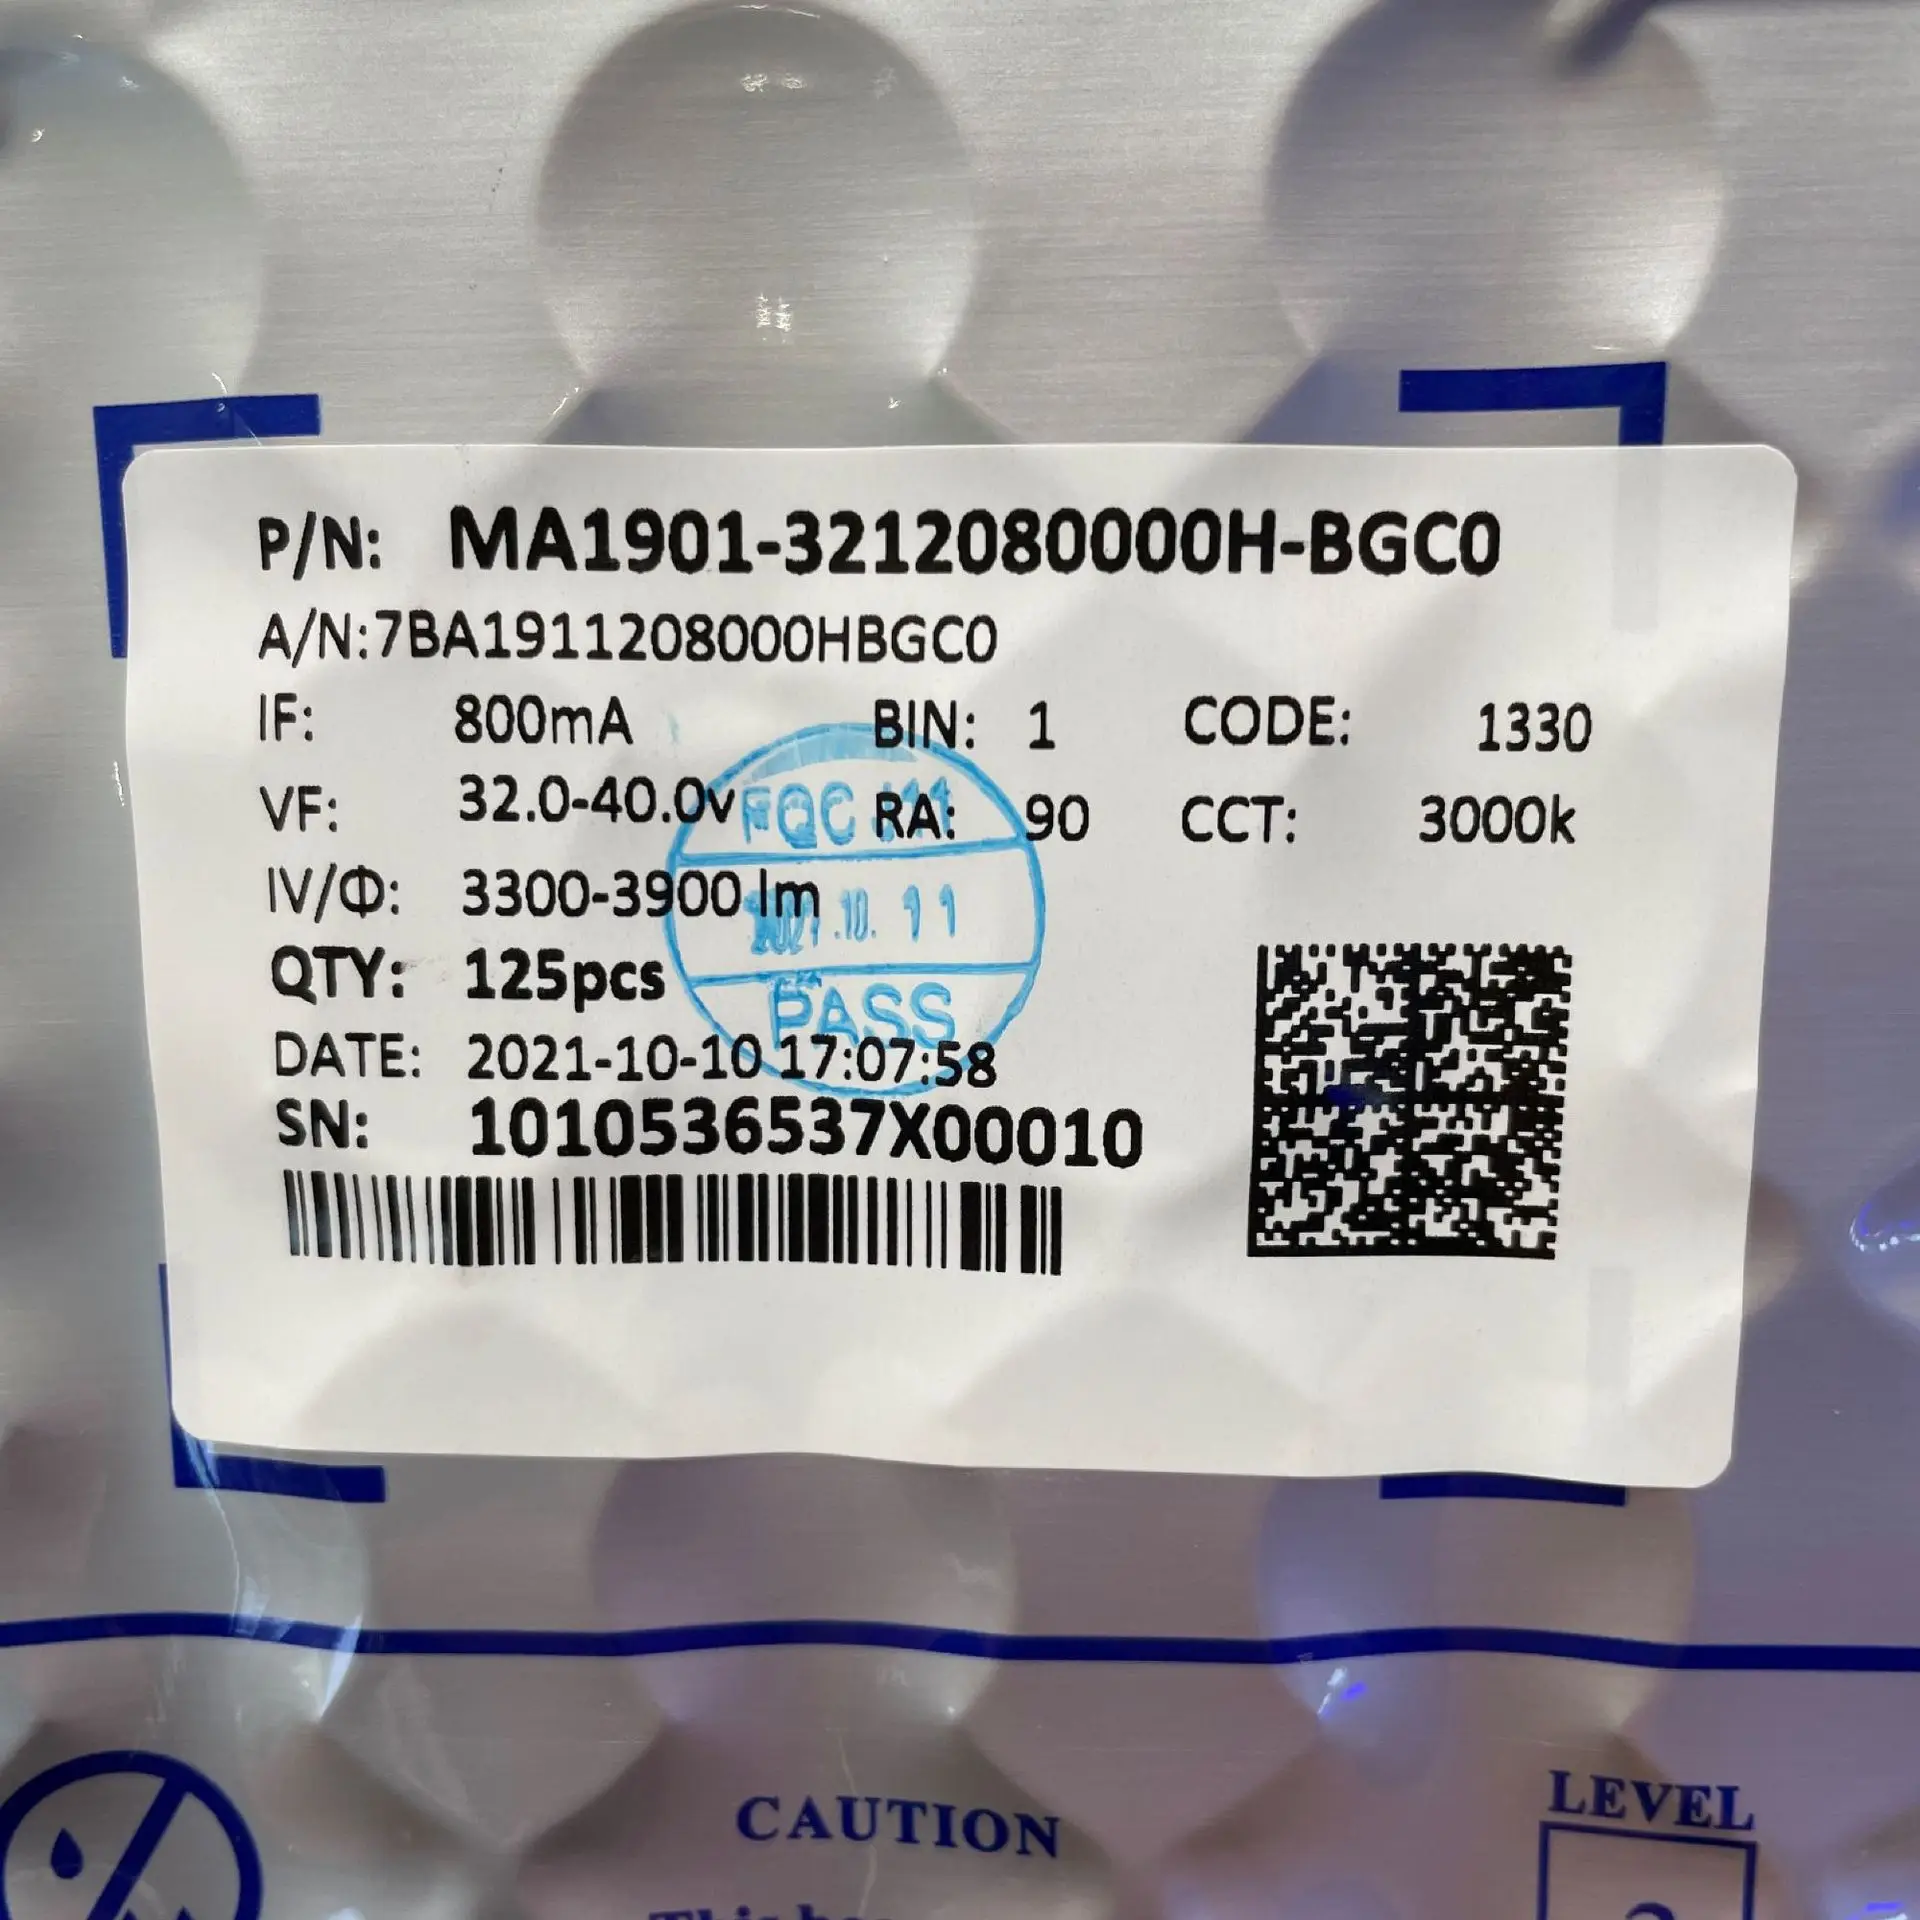 P/N: MA1901-3212080000H-BGC0
A/N:7BA1911208000HBGC0
IF: 800mA BIN: 1 CODE: 1330
VF: 32.0-40.0v RA: 90 CCT: 3000k
IV/Φ: 3300-3900 lm
QTY: 125pcs
DATE: 2021-10-10 17:07:58
SN: 1010536537X00010
FQC
2021.10.11
PASS
CAUTION
LEVEL
This